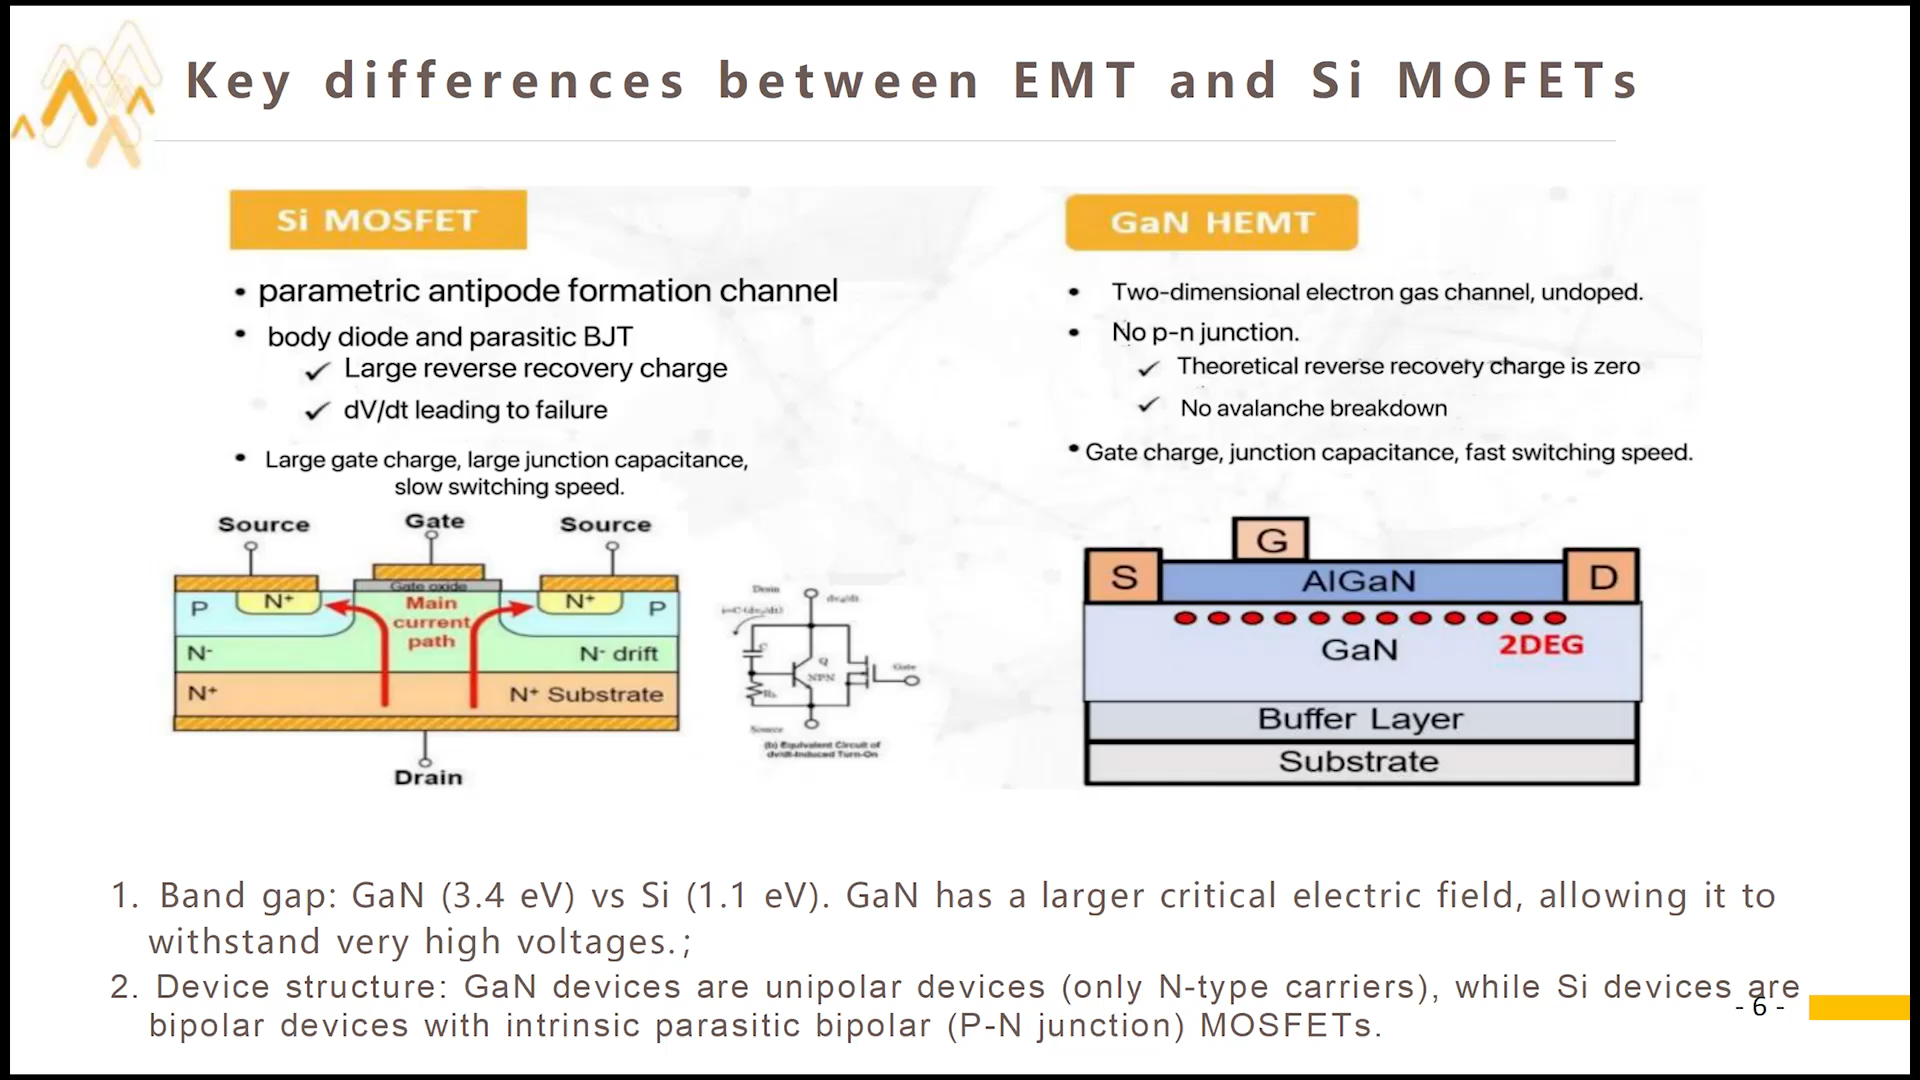 Key differences between EMT and Si MOFETs
Si MOSFET
• parametric antipode formation channel
• body diode and parasitic BJT
✓ Large reverse recovery charge
✓ dV/dt leading to failure
• Large gate charge, large junction capacitance,
slow switching speed.
Source
Gate
Source
Gate oxide
P
N+
Main
current
path
N+
P
N-
N- drift
N+
N+ Substrate
Drain
Drain
dv/dt
i=C(dv/dt)
C
Q
NPN
Gate
Rb
Source
(b) Equivalent Circuit of
dv/dt-Induced Turn-On
GaN HEMT
• Two-dimensional electron gas channel, undoped.
• No p-n junction.
✓ Theoretical reverse recovery charge is zero
✓ No avalanche breakdown
• Gate charge, junction capacitance, fast switching speed.
G
S
AlGaN
D
GaN
2DEG
Buffer Layer
Substrate
1. Band gap: GaN (3.4 eV) vs Si (1.1 eV). GaN has a larger critical electric field, allowing it to
withstand very high voltages.;
2. Device structure: GaN devices are unipolar devices (only N-type carriers), while Si devices are
bipolar devices with intrinsic parasitic bipolar (P-N junction) MOSFETs.
- 6 -